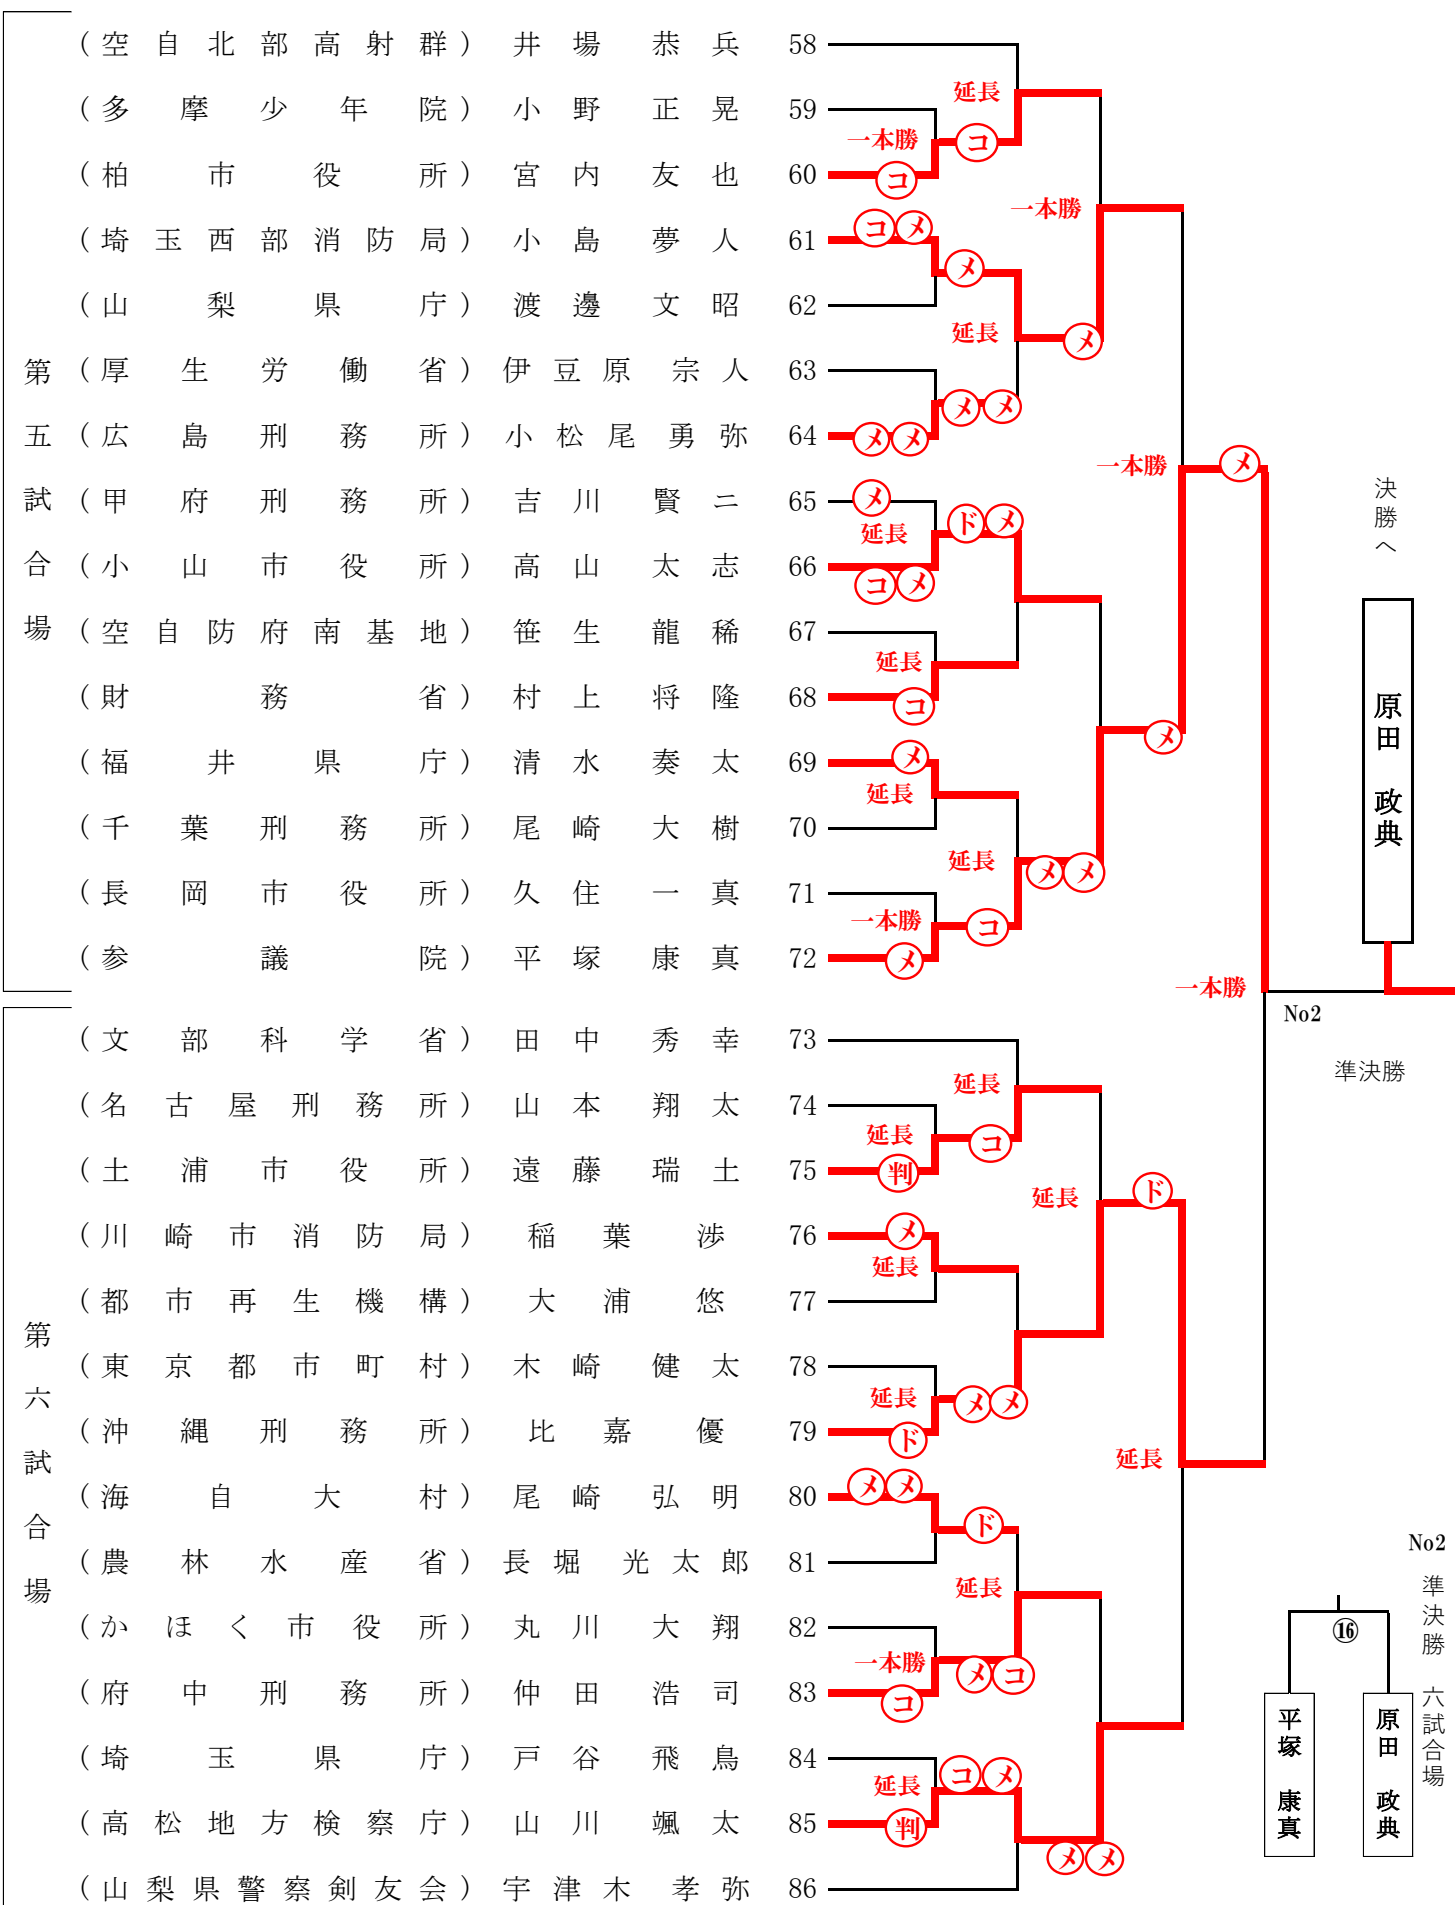 第五試合場
(空自北部高射群) 井場 恭兵 58
延長
(多摩少年院) 小野 正晃 59
一本勝 コ
(柏市役所) 宮内 友也 60
コ
一本勝
コメ
(埼玉西部消防局) 小島 夢人 61
メ
(山梨県庁) 渡邊 文昭 62
延長 メ
(厚生労働省) 伊豆原 宗人 63
メメ
(広島刑務所) 小松尾 勇弥 64
メメ
一本勝 メ
(甲府刑務所) 吉川 賢二 65
メ
延長 ドメ
(小山市役所) 高山 太志 66
コメ
(空自防府南基地) 笹生 龍稀 67
延長
(財務省) 村上 将隆 68
コ
メ
(福井県庁) 清水 奏太 69
メ
延長
(千葉刑務所) 尾崎 大樹 70
延長 メメ
(長岡市役所) 久住 一真 71
一本勝 コ
(参議院) 平塚 康真 72
メ
一本勝
決勝へ
原田 政典
No2
準決勝
第六試合場
(文部科学省) 田中 秀幸 73
延長
(名古屋刑務所) 山本 翔太 74
延長 コ
(土浦市役所) 遠藤 瑞士 75
判
延長 ド
(川崎市消防局) 稲葉 渉 76
メ
延長
(都市再生機構) 大浦 悠 77
(東京都市町村) 木崎 健太 78
延長 メメ
(沖縄刑務所) 比嘉 優 79
ド
延長
(海自大村) 尾崎 弘明 80
メメ
ド
(農林水産省) 長堀 光太郎 81
延長
(かほく市役所) 丸川 大翔 82
一本勝 メコ
(府中刑務所) 仲田 浩司 83
コ
(埼玉県庁) 戸谷 飛鳥 84
延長 コメ
(高松地方検察庁) 山川 颯太 85
判
メメ
(山梨県警察剣友会) 宇津木 孝弥 86
No2
準決勝 六試合場
⑯
平塚 康真
原田 政典